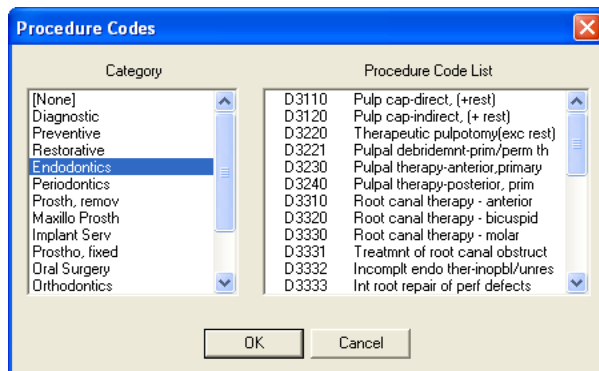 Procedure Codes
Category
[None]
Diagnostic
Preventive
Restorative
Endodontics
Periodontics
Prosth, remov
Maxillo Prosth
Implant Serv
Prostho, fixed
Oral Surgery
Orthodontics
Procedure Code List
D3110 Pulp cap-direct, (+rest)
D3120 Pulp cap-indirect, (+ rest)
D3220 Therapeutic pulpotomy(exc rest)
D3221 Pulpal debridemnt-prim/perm th
D3230 Pulpal therapy-anterior,primary
D3240 Pulpal therapy-posterior, prim
D3310 Root canal therapy - anterior
D3320 Root canal therapy - bicuspid
D3330 Root canal therapy - molar
D3331 Treatmnt of root canal obstruct
D3332 Incomplt endo ther-inopbl/unres
D3333 Int root repair of perf defects
OK
Cancel